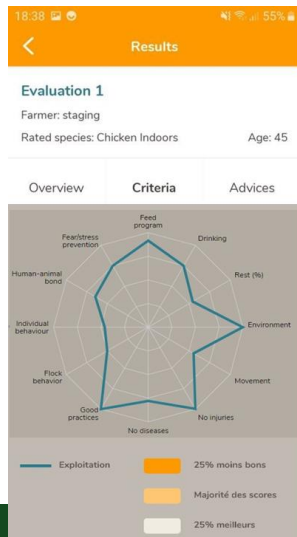 18:38 55%
Results
Evaluation 1
Farmer: staging
Rated species: Chicken Indoors Age: 45
Overview Criteria Advices
Feed
program
Fear/stress
prevention
Drinking
Human-animal
bond
Rest (%)
Individual
behaviour
Environment
Flock
behavior
Movement
Good
practices
No injuries
No diseases
Exploitation
25% moins bons
Majorité des scores
25% meilleurs